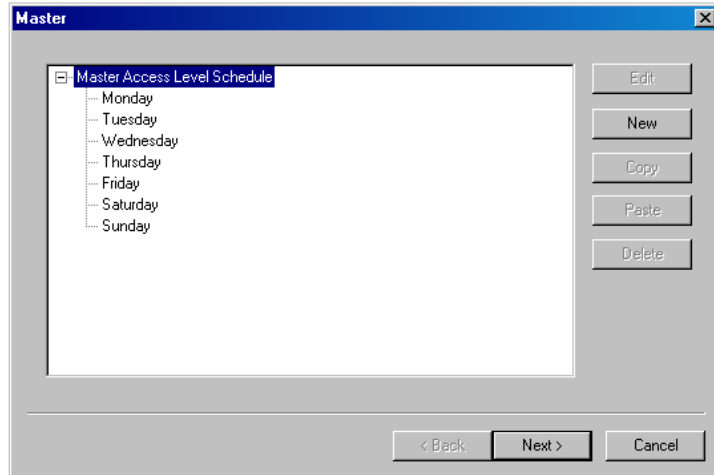 Master
Master Access Level Schedule
Monday
Tuesday
Wednesday
Thursday
Friday
Saturday
Sunday
Edit
New
Copy
Paste
Delete
< Back
Next >
Cancel